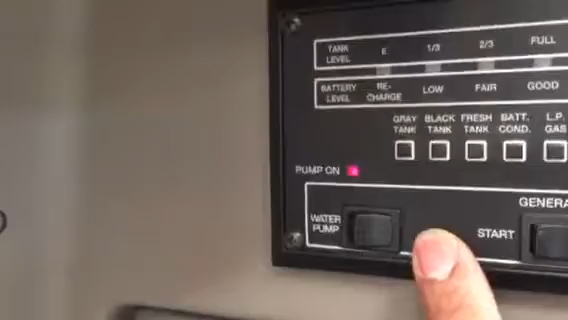 TANK LEVEL E 1/3 2/3 FULL
BATTERY LEVEL RE-CHARGE LOW FAIR GOOD
GRAY TANK BLACK TANK FRESH TANK BATT. COND. L.P. GAS
PUMP ON
GENERA
WATER PUMP START